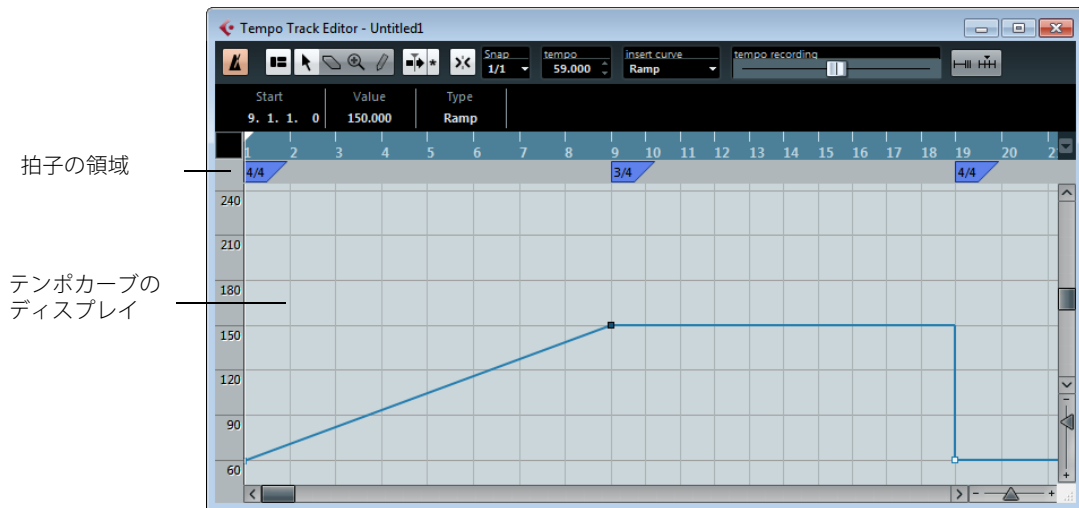 Tempo Track Editor - Untitled1
Snap
1/1
tempo
59.000
insert curve
Ramp
tempo recording
Start Value Type
9. 1. 1. 0 150.000 Ramp
1 2 3 4 5 6 7 8 9 10 11 12 13 14 15 16 17 18 19 20 2
拍子の領域
4/4 3/4 4/4
240
210
テンポカーブの
ディスプレイ
180
150
120
90
60